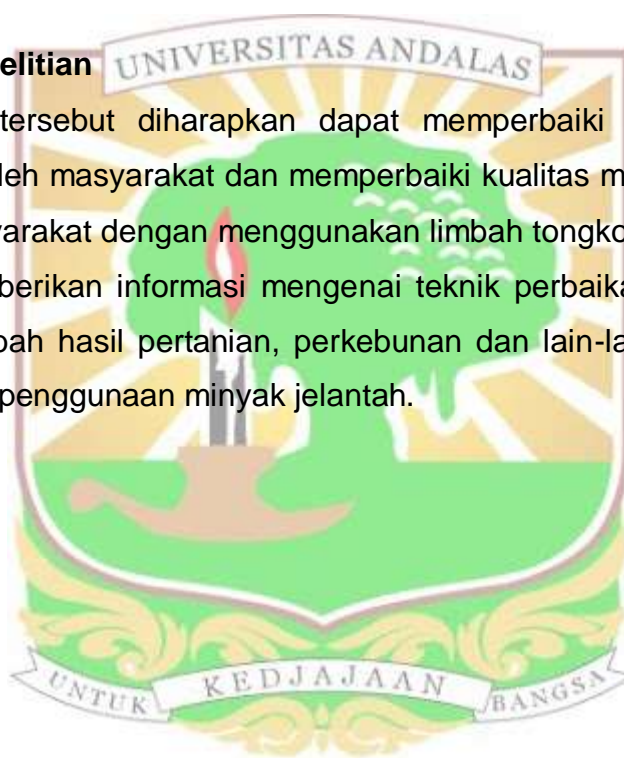 UNIVERSITAS ANDALAS
elitian
tersebut diharapkan dapat memperbaiki
leh masyarakat dan memperbaiki kualitas m
yarakat dengan menggunakan limbah tongko
berikan informasi mengenai teknik perbaika
bah hasil pertanian, perkebunan dan lain-la
penggunaan minyak jelantah.
UNTUK KEDJAJAAN BANGSA